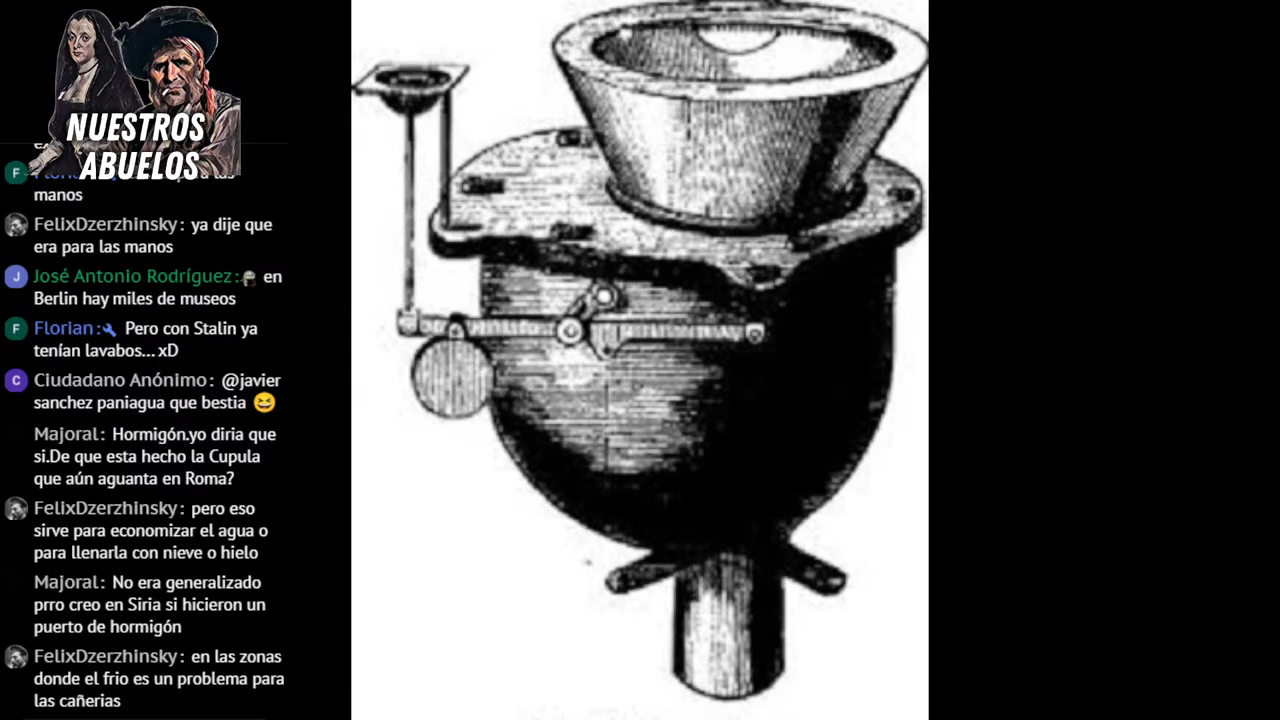 NUESTROS
ABUELOS
manos
FelixDzerzhinsky: ya dije que
era para las manos
José Antonio Rodríguez: en
Berlin hay miles de museos
Florian: Pero con Stalin ya
tenían lavabos... xD
Ciudadano Anónimo: @javier
sanchez paniagua que bestia 😆
Majoral: Hormigón.yo diria que
si.De que esta hecho la Cupula
que aún aguanta en Roma?
FelixDzerzhinsky: pero eso
sirve para economizar el agua o
para llenarla con nieve o hielo
Majoral: No era generalizado
prro creo en Siria si hicieron un
puerto de hormigón
FelixDzerzhinsky: en las zonas
donde el frio es un problema para
las cañerias